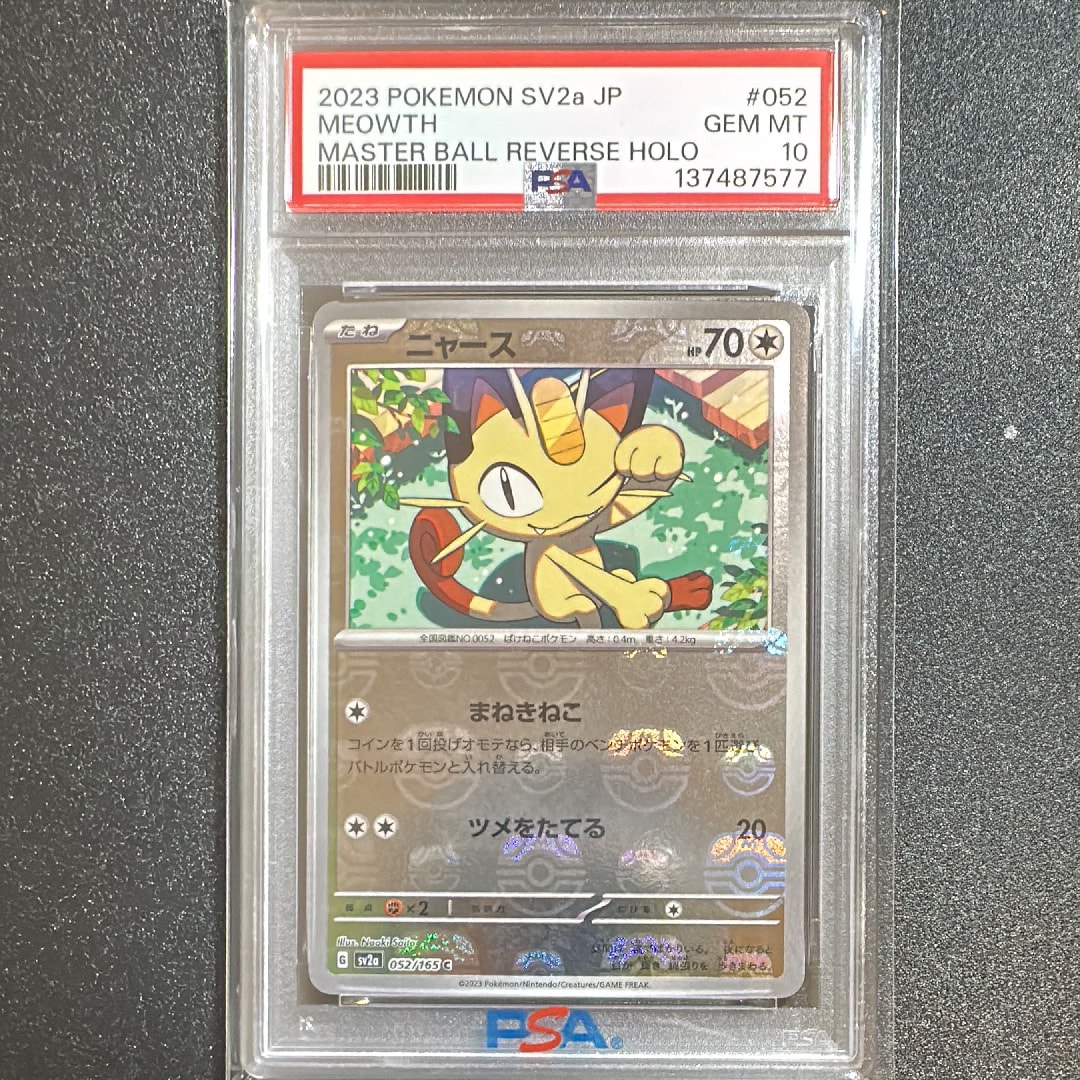 2023 POKEMON SV2a JP #052
MEOWTH GEM MT
MASTER BALL REVERSE HOLO 10
PSA 137487577
たね ニャース HP70
全国図鑑NO.0052 ばけねこポケモン 高さ:0.4m 重さ:4.2kg
まねきねこ
コインを1回投げオモテなら、相手のベンチポケモンを1匹選び、
バトルポケモンと入れ替える。
ツメをたてる 20
×2
Illus. Naoki Saito
G sv2a 052/165 C
©2023 Pokémon/Nintendo/Creatures/GAME FREAK.
PSA
PSA